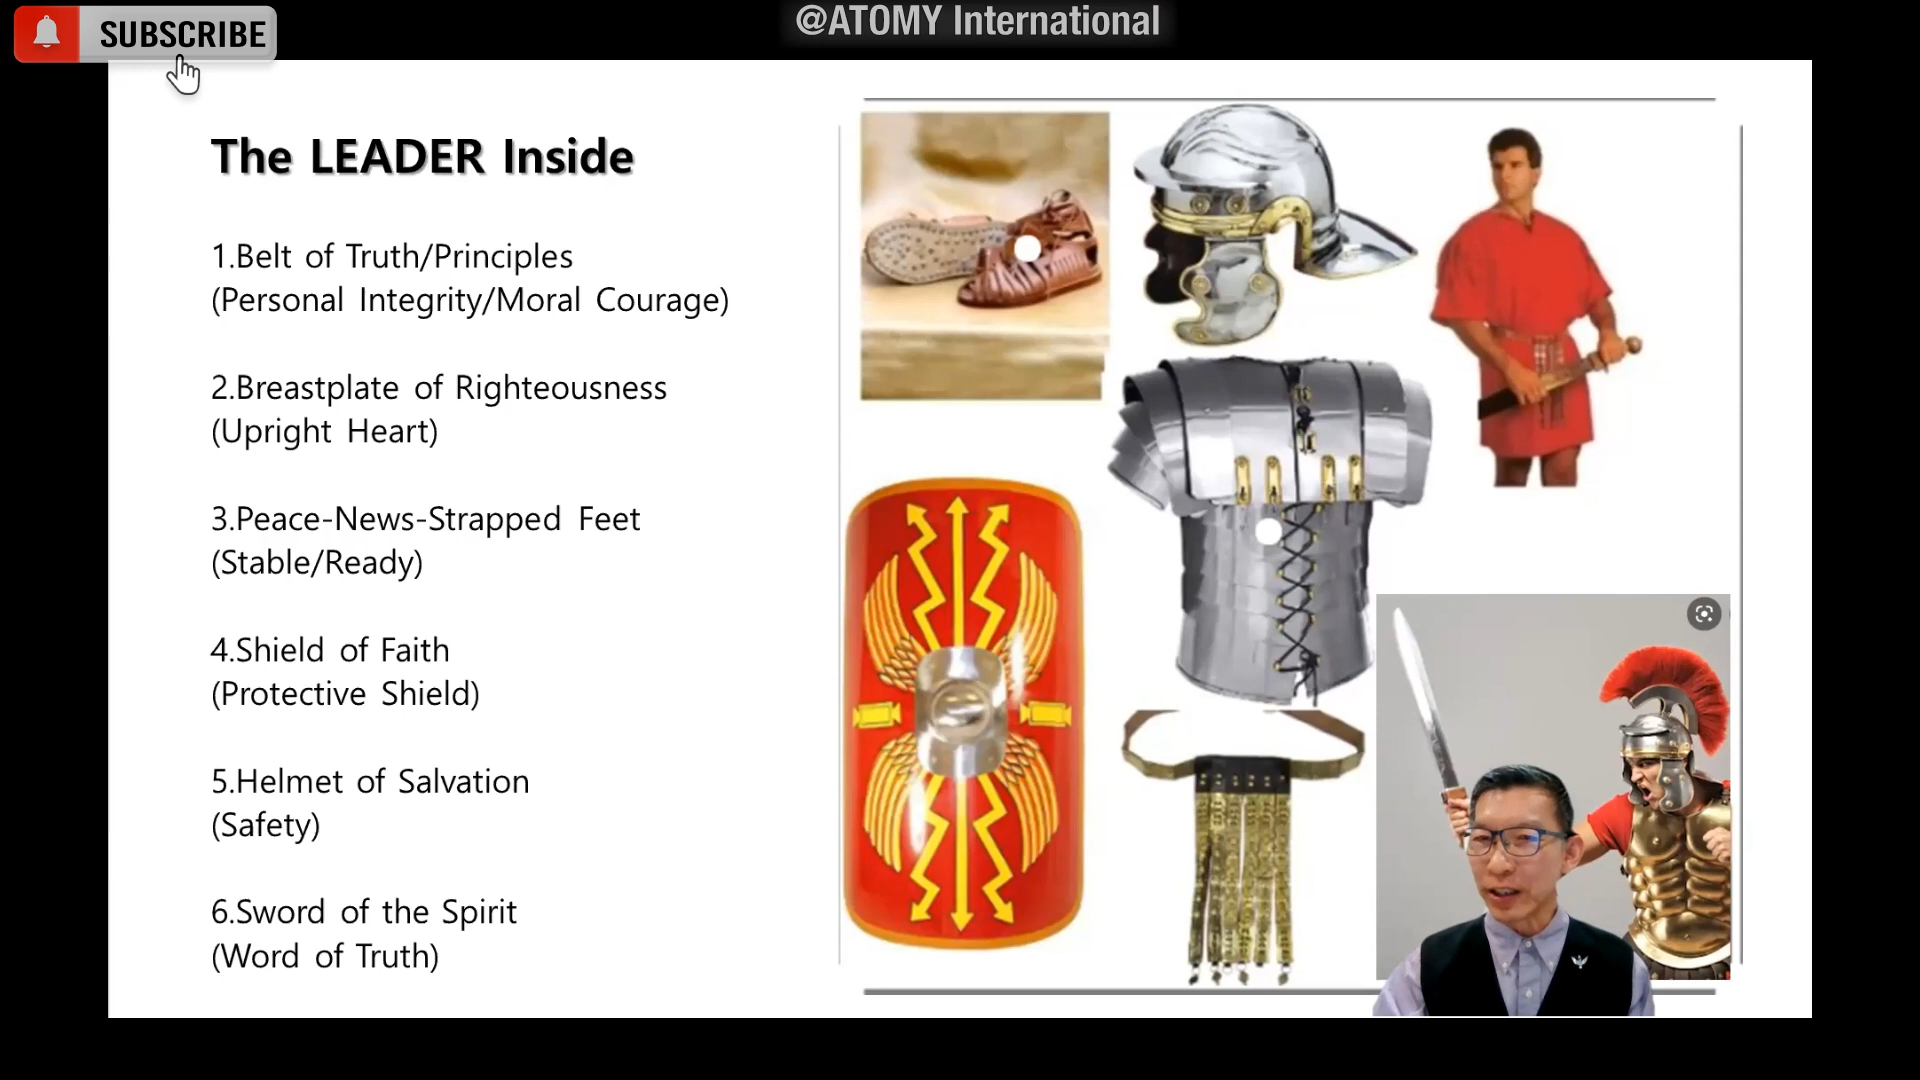 SUBSCRIBE
@ATOMY International
The LEADER Inside
1.Belt of Truth/Principles
(Personal Integrity/Moral Courage)
2.Breastplate of Righteousness
(Upright Heart)
3.Peace-News-Strapped Feet
(Stable/Ready)
4.Shield of Faith
(Protective Shield)
5.Helmet of Salvation
(Safety)
6.Sword of the Spirit
(Word of Truth)